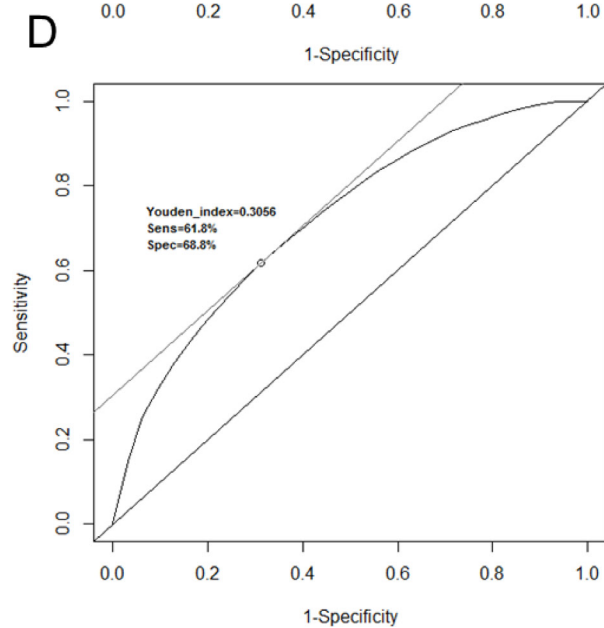 D
0.0 0.2 0.4 0.6 0.8 1.0
1-Specificity
1.0
0.8
Youden_index=0.3056
Sens=61.8%
Spec=68.8%
0.6
Sensitivity
0.4
0.2
0.0
0.0 0.2 0.4 0.6 0.8 1.0
1-Specificity